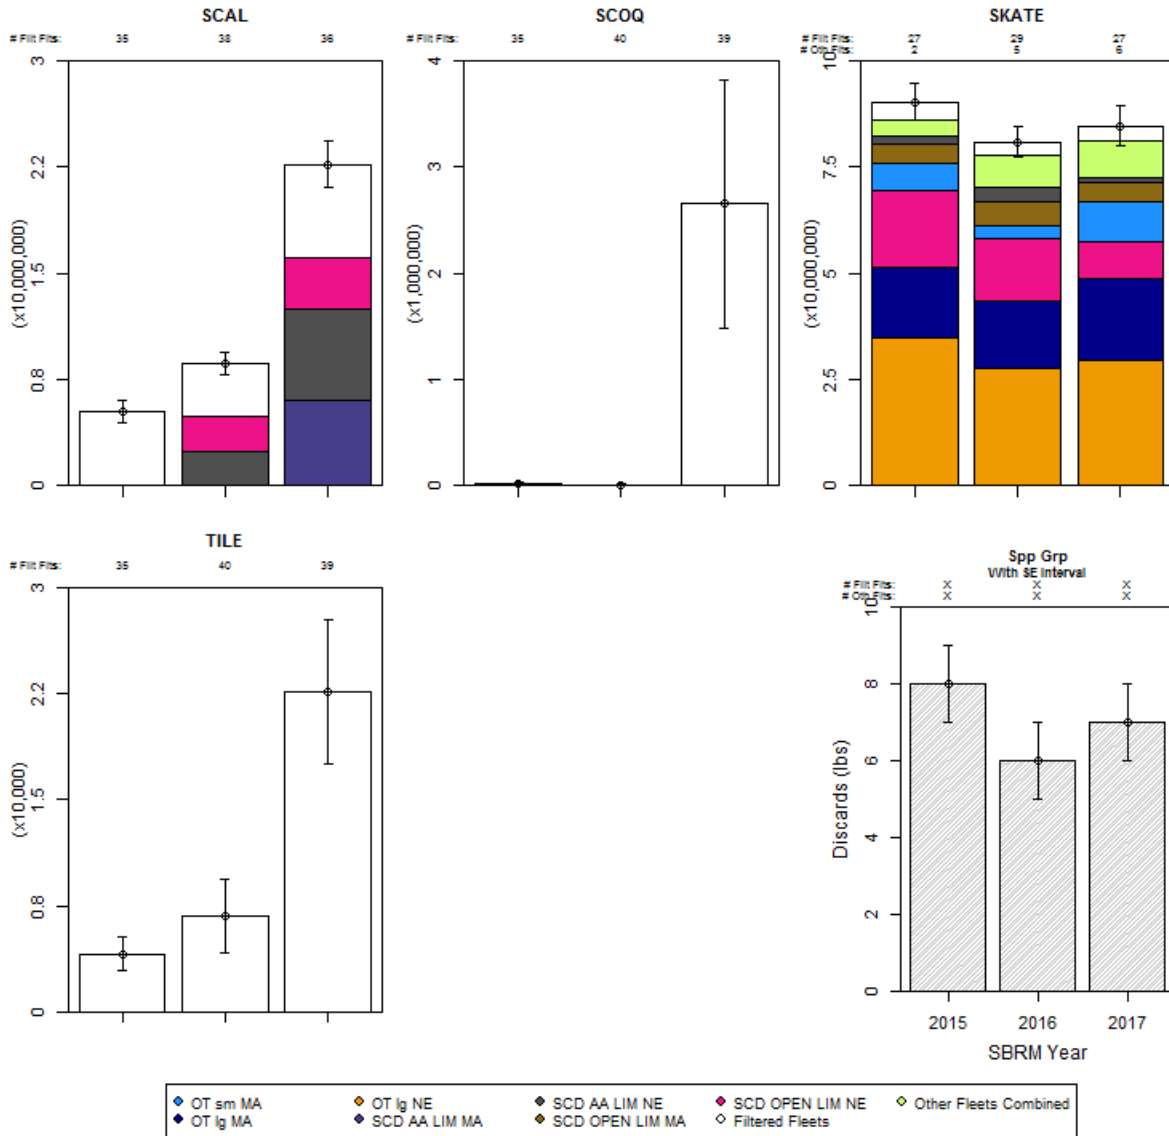 SCAL
# Filt Flts: 35 38 36
3
2.2
1.5
0.8
0
(x10,000,000)
SCOQ
# Filt Flts: 35 40 39
4
3
2
1
0
(x1,000,000)
SKATE
# Filt Flts: 27 29 27
# Oth Flts: 2 5 6
10
7.5
5
2.5
0
(x10,000,000)
TILE
# Filt Flts: 35 40 39
3
2.2
1.5
0.8
0
(x10,000)
Spp Grp
With SE Interval
# Filt Flts: X X X
# Oth Flts: X X X
10
8
6
4
2
0
Discards (lbs)
2015 2016 2017
SBRM Year
OT sm MA OT lg NE SCD AA LIM NE SCD OPEN LIM NE Other Fleets Combined
OT lg MA SCD AA LIM MA SCD OPEN LIM MA Filtered Fleets